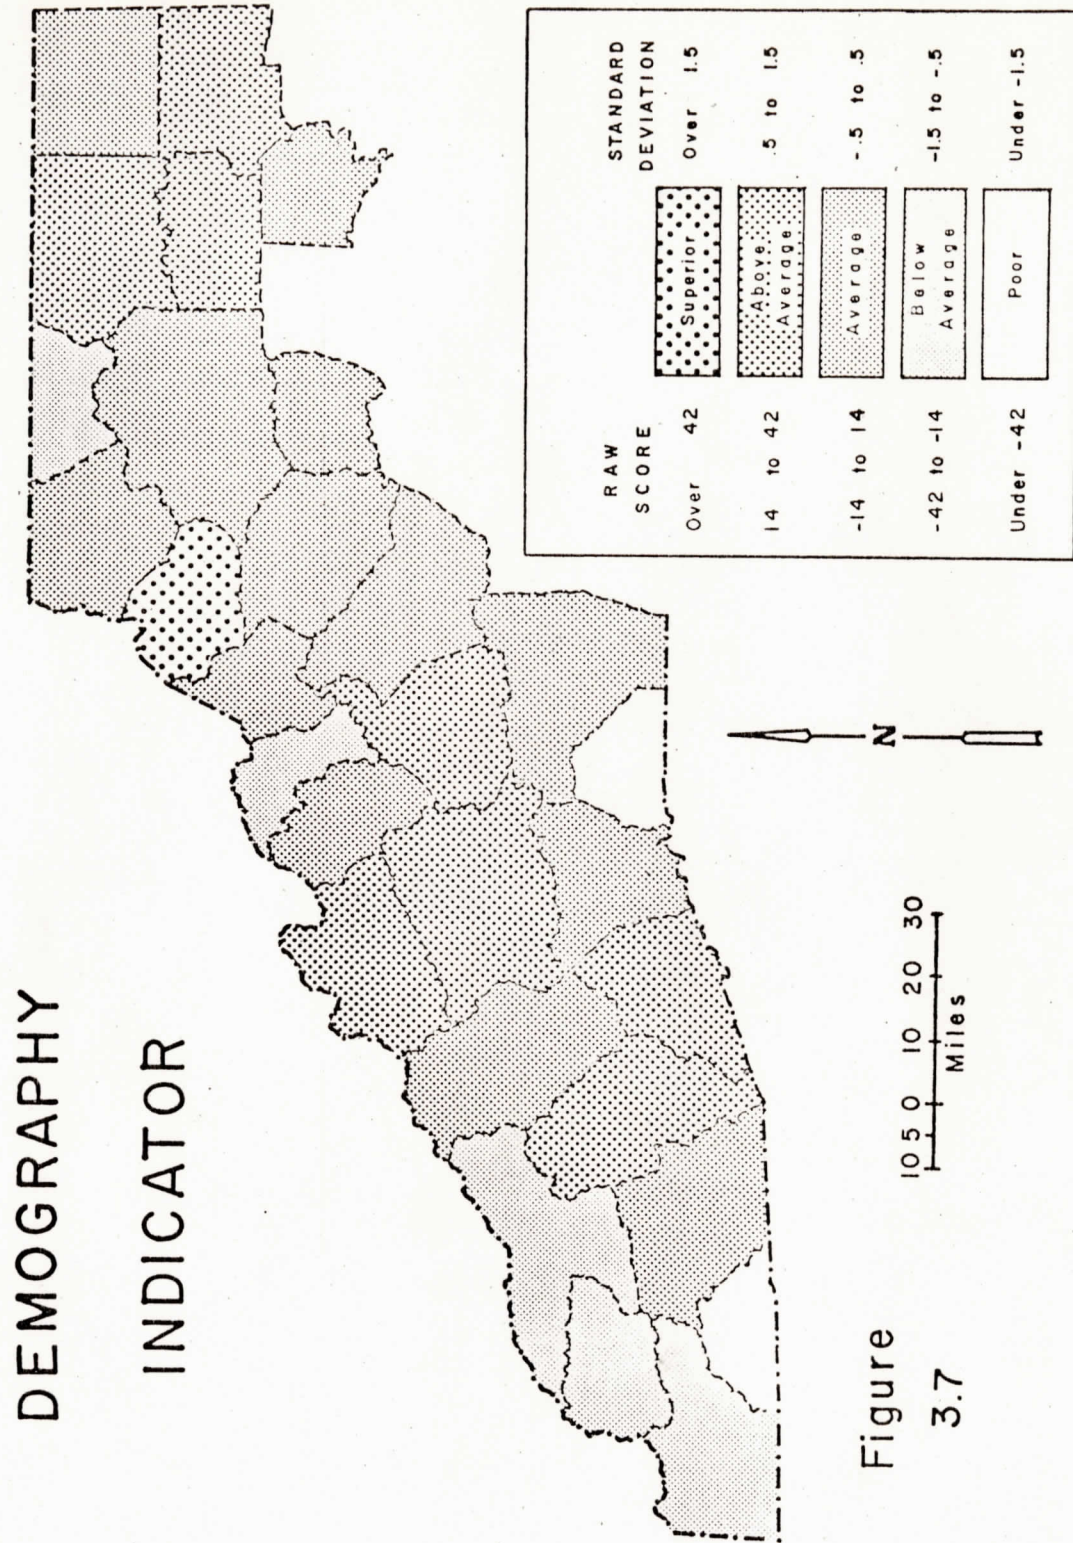 DEMOGRAPHY
INDICATOR
Figure
3.7
10 5 0 10 20 30
Miles
N
RAW
SCORE
STANDARD
DEVIATION
Over 42
Superior
Over 1.5
14 to 42
Above
Average
.5 to 1.5
-14 to 14
Average
-.5 to .5
-42 to -14
Below
Average
-1.5 to -.5
Under -42
Poor
Under -1.5